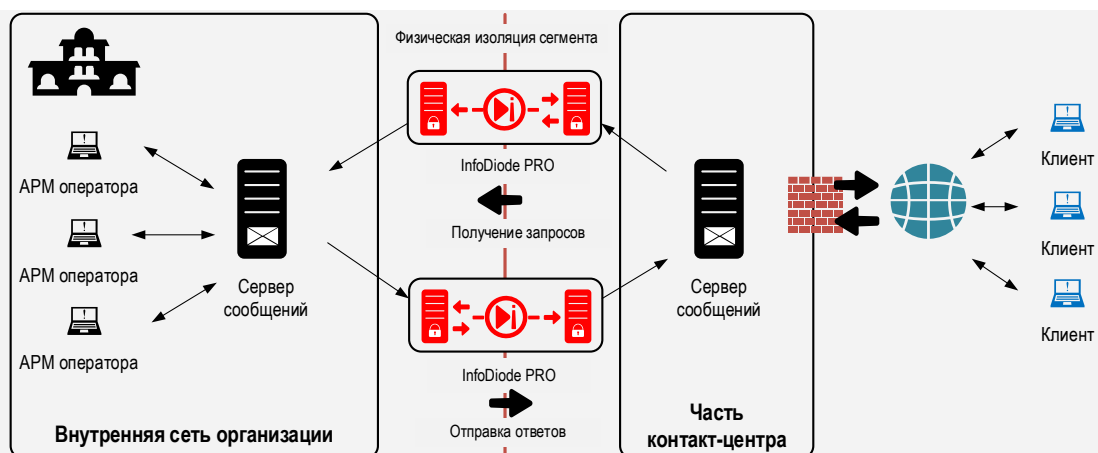 Физическая изоляция сегмента
InfoDiode PRO
Получение запросов
InfoDiode PRO
Отправка ответов
АРМ оператора
АРМ оператора
АРМ оператора
Сервер
сообщений
Внутренняя сеть организации
Сервер
сообщений
Часть
контакт-центра
Клиент
Клиент
Клиент